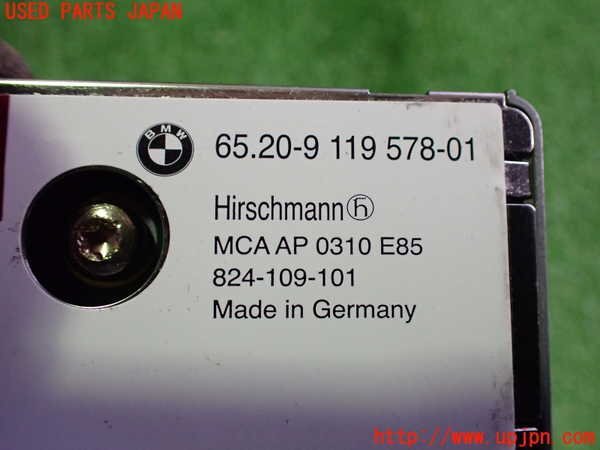 USED PARTS JAPAN
BMW
65.20-9 119 578-01
Hirschmann h
MCA AP 0310 E85
824-109-101
Made in Germany
http://www.upjpn.com